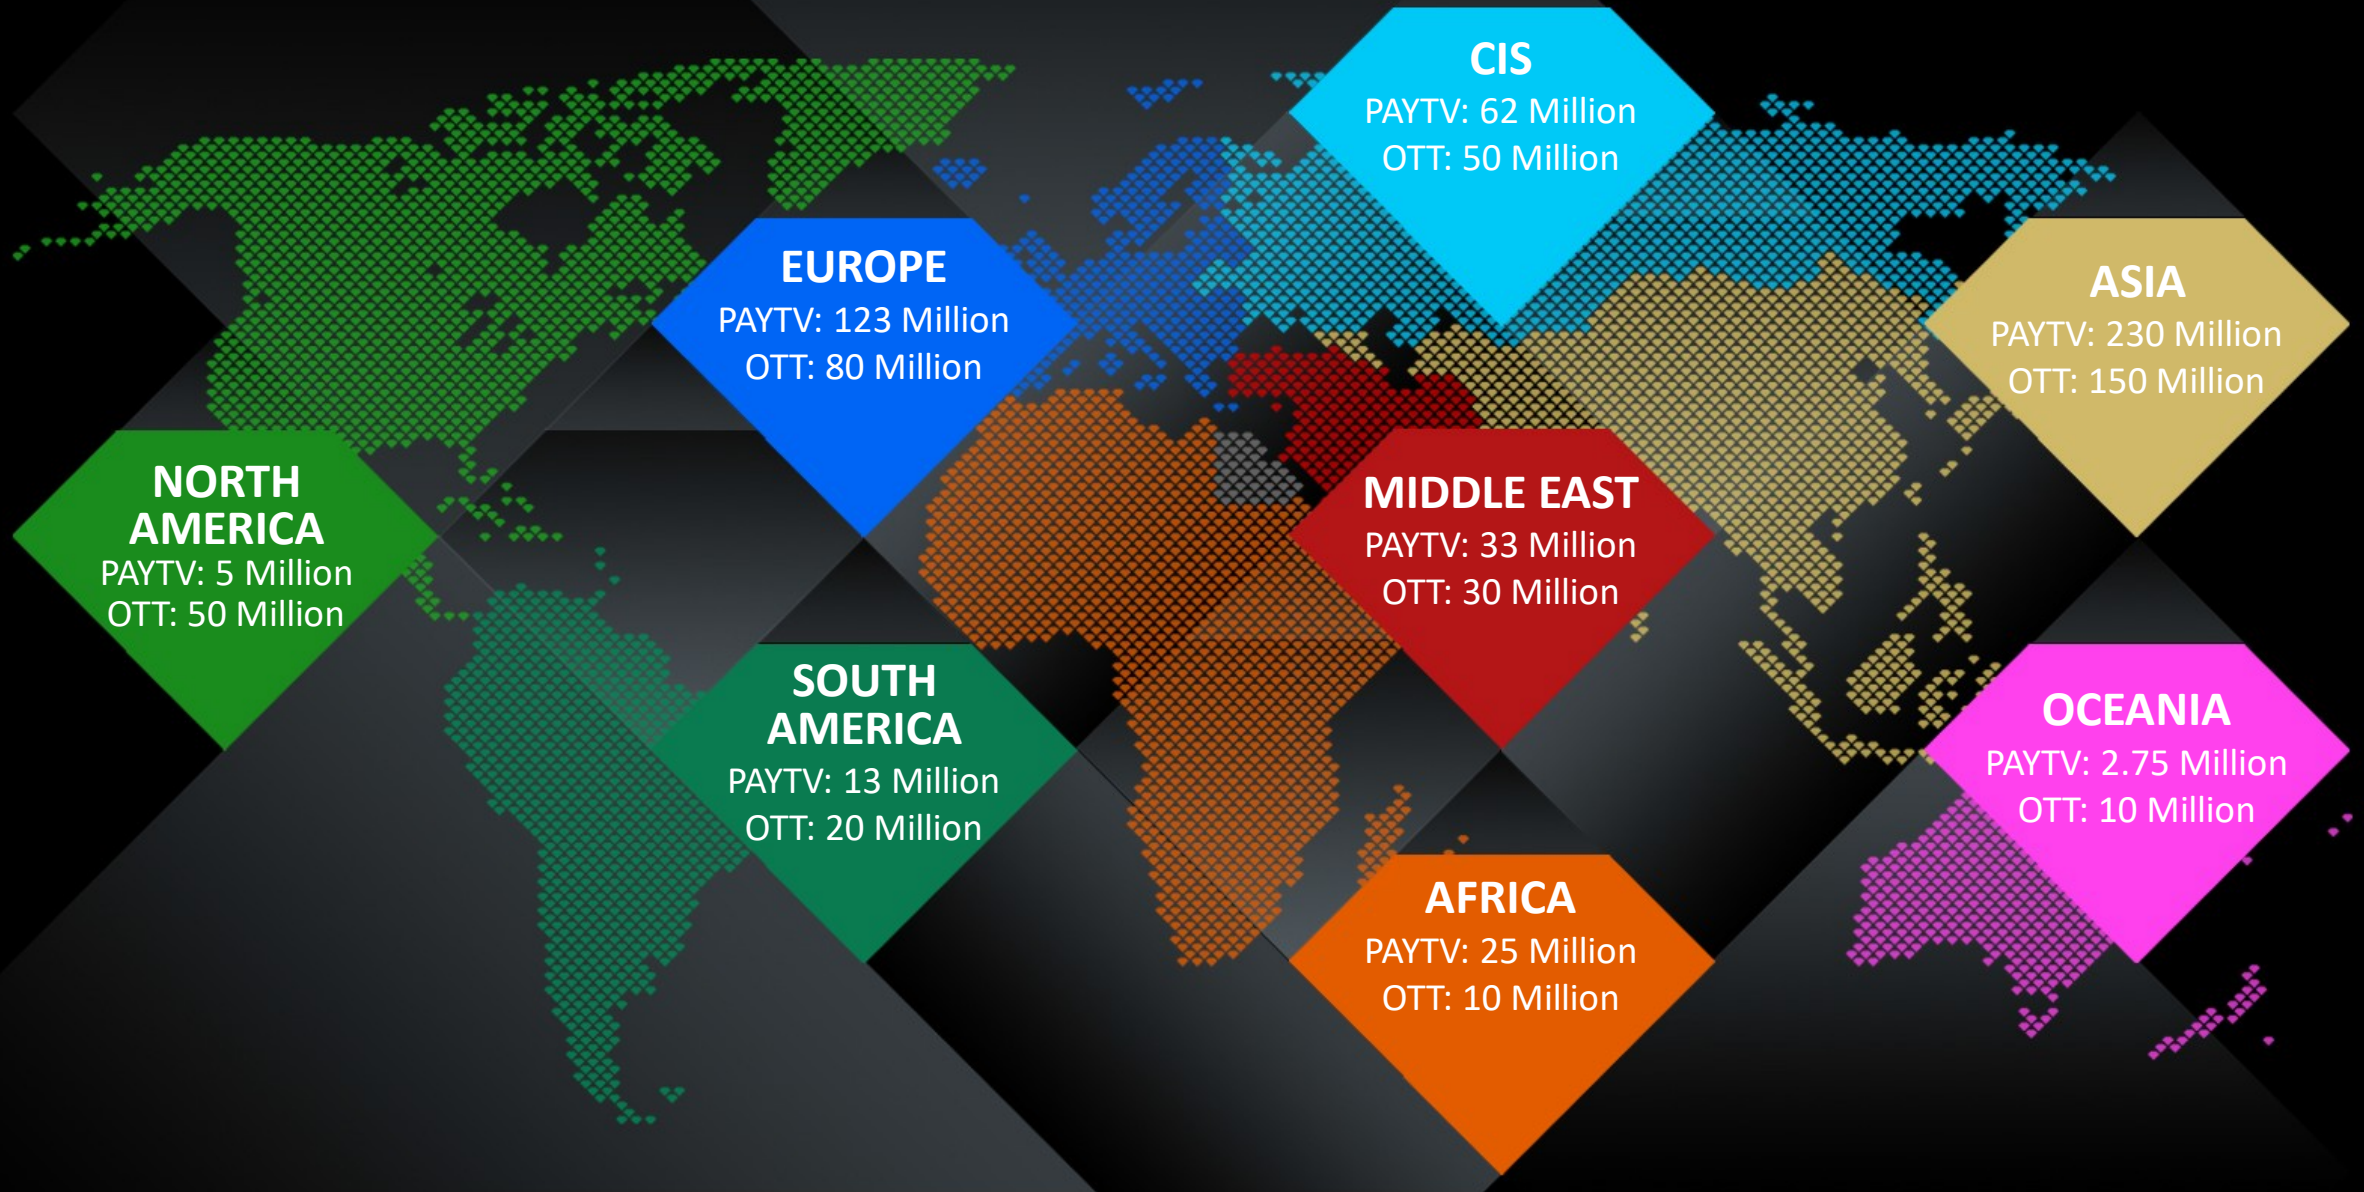 CIS
PAYTV: 62 Million
OTT: 50 Million
EUROPE
PAYTV: 123 Million
OTT: 80 Million
ASIA
PAYTV: 230 Million
OTT: 150 Million
NORTH
AMERICA
PAYTV: 5 Million
OTT: 50 Million
MIDDLE EAST
PAYTV: 33 Million
OTT: 30 Million
SOUTH
AMERICA
PAYTV: 13 Million
OTT: 20 Million
OCEANIA
PAYTV: 2.75 Million
OTT: 10 Million
AFRICA
PAYTV: 25 Million
OTT: 10 Million